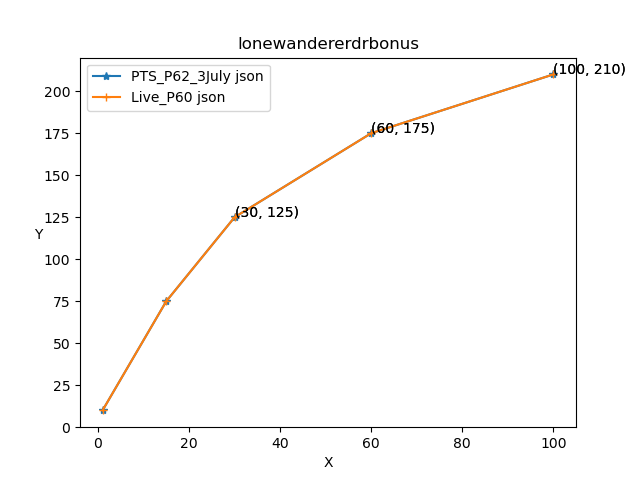 lonewandererdrbonus
PTS_P62_3July json
Live_P60 json
(100, 210)
(60, 175)
(30, 125)
200
175
150
125
100
75
50
25
0
Y
0 20 40 60 80 100
X